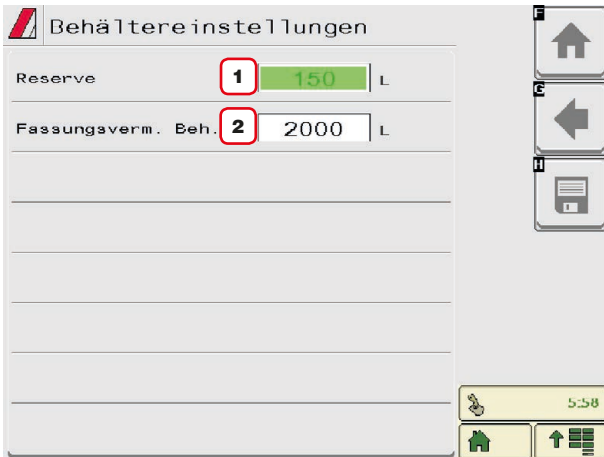 Behältereinstellungen
Reserve 1 150 L
Fassungsverm. Beh. 2 2000 L
F
G
H
5:58